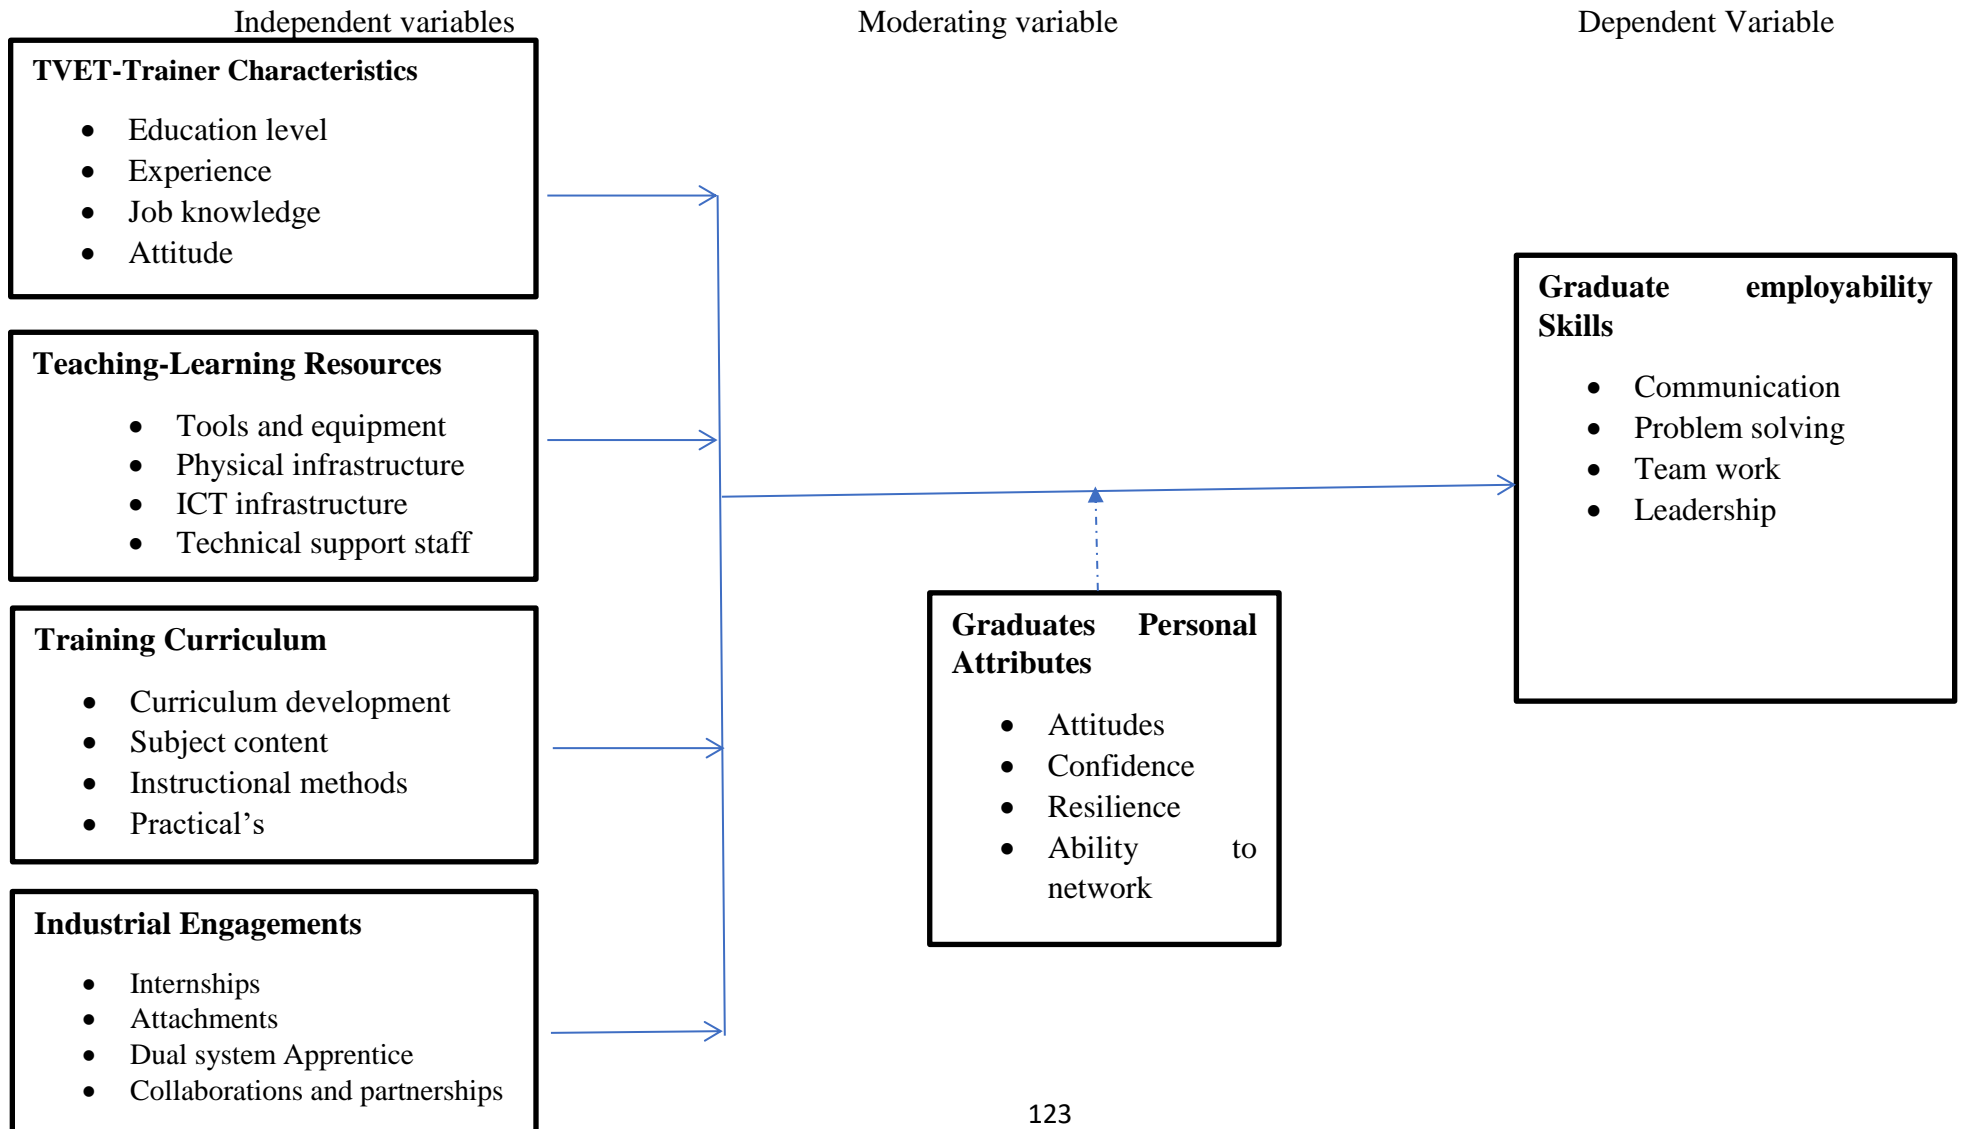 Independent variables
Moderating variable
Dependent Variable
TVET-Trainer Characteristics
• Education level
• Experience
• Job knowledge
• Attitude
Teaching-Learning Resources
• Tools and equipment
• Physical infrastructure
• ICT infrastructure
• Technical support staff
Training Curriculum
• Curriculum development
• Subject content
• Instructional methods
• Practical’s
Industrial Engagements
• Internships
• Attachments
• Dual system Apprentice
• Collaborations and partnerships
Graduates Personal
Attributes
• Attitudes
• Confidence
• Resilience
• Ability to
network
Graduate employability
Skills
• Communication
• Problem solving
• Team work
• Leadership
123